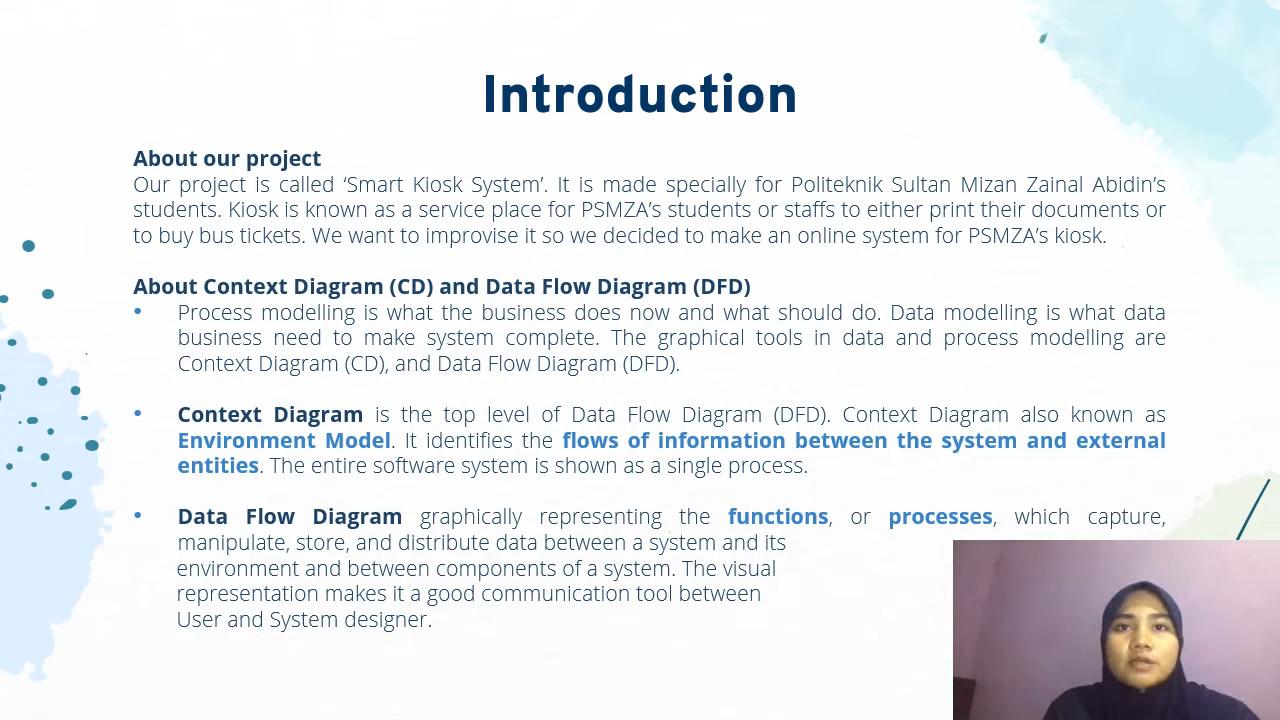 Introduction
About our project
Our project is called ‘Smart Kiosk System’. It is made specially for Politeknik Sultan Mizan Zainal Abidin’s
students. Kiosk is known as a service place for PSMZA’s students or staffs to either print their documents or
to buy bus tickets. We want to improvise it so we decided to make an online system for PSMZA’s kiosk.
About Context Diagram (CD) and Data Flow Diagram (DFD)
• Process modelling is what the business does now and what should do. Data modelling is what data
business need to make system complete. The graphical tools in data and process modelling are
Context Diagram (CD), and Data Flow Diagram (DFD).
• Context Diagram is the top level of Data Flow Diagram (DFD). Context Diagram also known as
Environment Model. It identifies the flows of information between the system and external
entities. The entire software system is shown as a single process.
• Data Flow Diagram graphically representing the functions, or processes, which capture,
manipulate, store, and distribute data between a system and its
environment and between components of a system. The visual
representation makes it a good communication tool between
User and System designer.